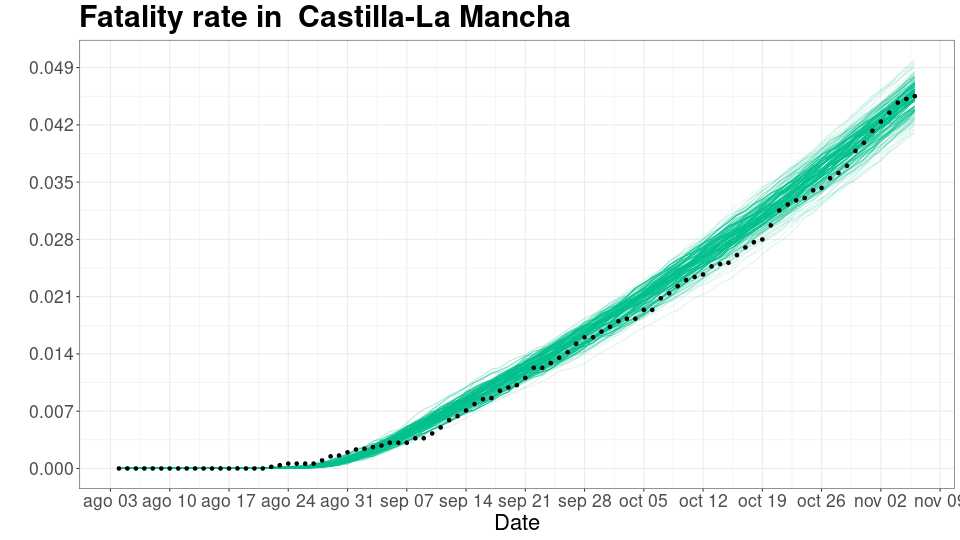 Fatality rate in  Castilla-La Mancha
0.049
0.042
0.035
0.028
0.021
0.014
0.007
0.000
ago 03 ago 10 ago 17 ago 24 ago 31 sep 07 sep 14 sep 21 sep 28 oct 05 oct 12 oct 19 oct 26 nov 02 nov 09
Date